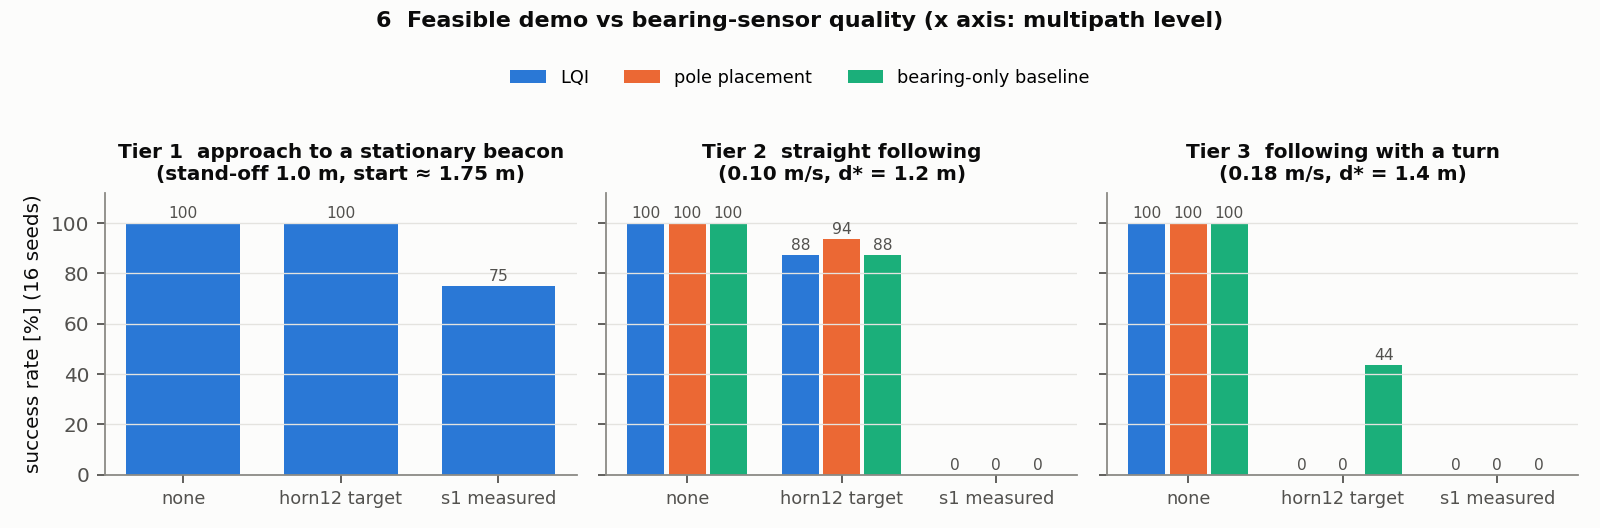 6 Feasible demo vs bearing-sensor quality (x axis: multipath level)
LQI
pole placement
bearing-only baseline
Tier 1 approach to a stationary beacon
(stand-off 1.0 m, start ≈ 1.75 m)
success rate [%] (16 seeds)
100
80
60
40
20
0
100
100
75
none
horn12 target
s1 measured
Tier 2 straight following
(0.10 m/s, d* = 1.2 m)
100 100 100
88 94 88
0 0 0
none
horn12 target
s1 measured
Tier 3 following with a turn
(0.18 m/s, d* = 1.4 m)
100 100 100
0 0 44
0 0 0
none
horn12 target
s1 measured